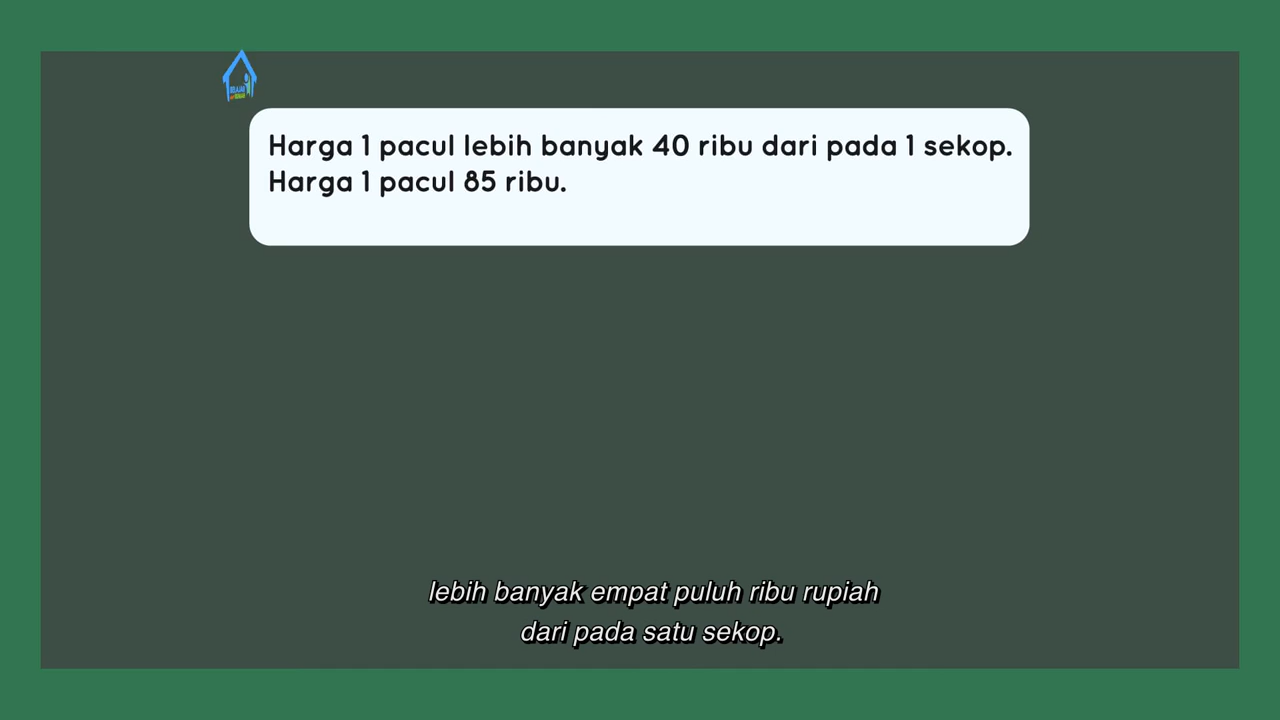 Harga 1 pacul lebih banyak 40 ribu dari pada 1 sekop.
Harga 1 pacul 85 ribu.
lebih banyak empat puluh ribu rupiah
dari pada satu sekop.